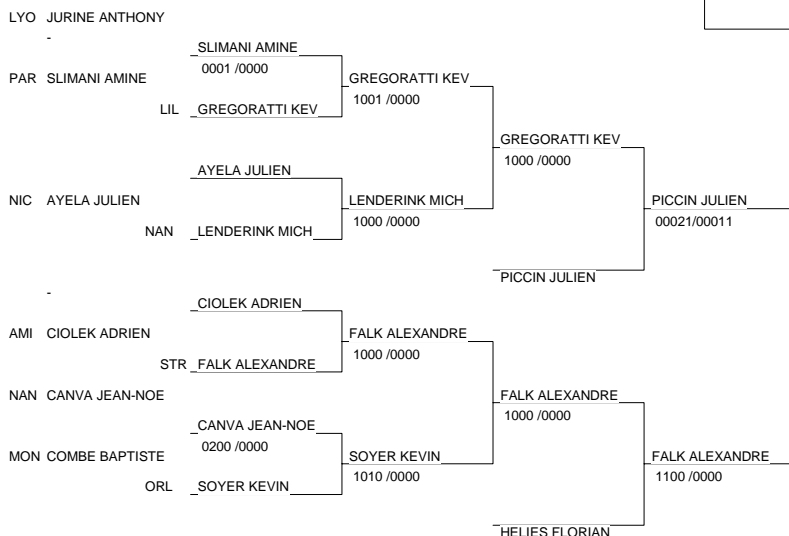 LYO JURINE ANTHONY
-
SLIMANI AMINE
0001 /0000
PAR SLIMANI AMINE
GREGORATTI KEV
1001 /0000
LIL GREGORATTI KEV
GREGORATTI KEV
1000 /0000
AYELA JULIEN
NIC AYELA JULIEN
LENDERINK MICH
1000 /0000
PICCIN JULIEN
00021/00011
NAN LENDERINK MICH
PICCIN JULIEN
-
CIOLEK ADRIEN
AMI CIOLEK ADRIEN
FALK ALEXANDRE
1000 /0000
STR FALK ALEXANDRE
NAN CANVA JEAN-NOE
FALK ALEXANDRE
1000 /0000
CANVA JEAN-NOE
0200 /0000
MON COMBE BAPTISTE
SOYER KEVIN
1010 /0000
FALK ALEXANDRE
1100 /0000
ORL SOYER KEVIN
HELIES FLORIAN